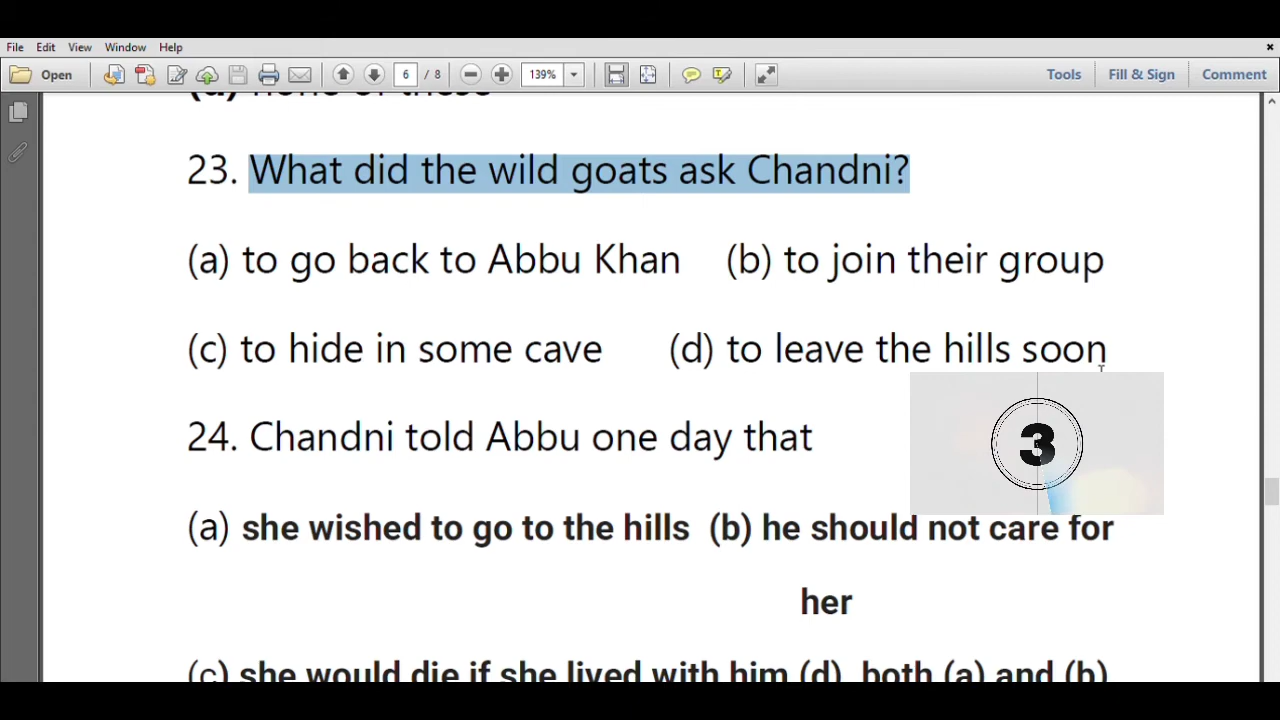 File Edit View Window Help
Open 6 / 8 139% Tools Fill & Sign Comment
(d) none of these
23. What did the wild goats ask Chandni?
(a) to go back to Abbu Khan (b) to join their group
(c) to hide in some cave (d) to leave the hills soon
3
24. Chandni told Abbu one day that
(a) she wished to go to the hills (b) he should not care for
her
(c) she would die if she lived with him (d) both (a) and (b)